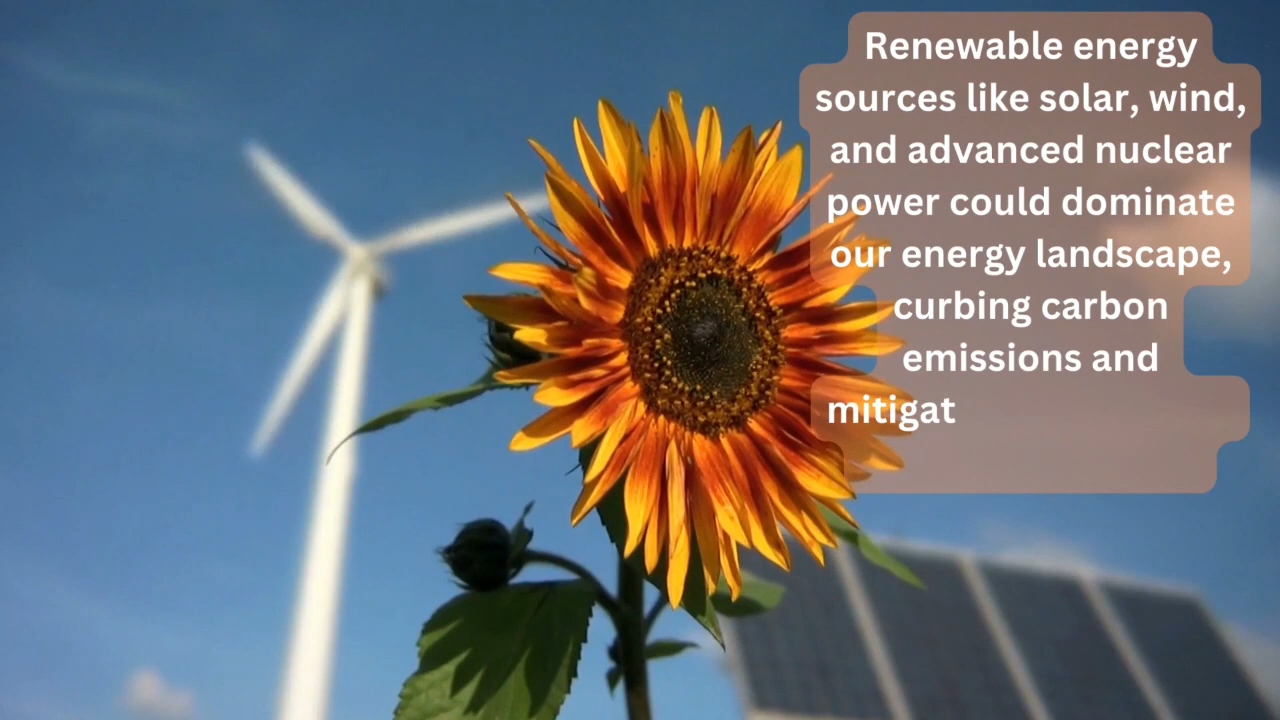 Renewable energy
sources like solar, wind,
and advanced nuclear
power could dominate
our energy landscape,
curbing carbon
emissions and
mitigat